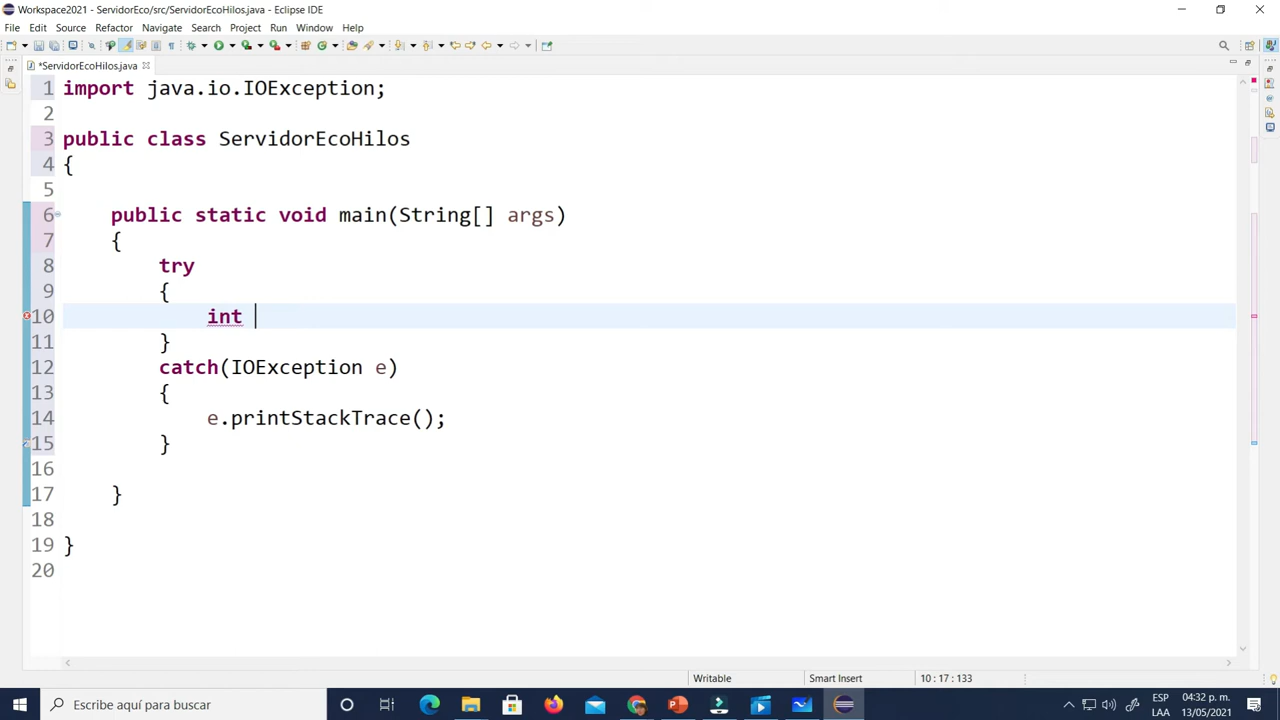 Workspace2021 - ServidorEco/src/ServidorEcoHilos.java - Eclipse IDE
File Edit Source Refactor Navigate Search Project Run Window Help
*ServidorEcoHilos.java
1 import java.io.IOException;
2
3 public class ServidorEcoHilos
4 {
5
6 public static void main(String[] args)
7 {
8 try
9 {
10 int
11 }
12 catch(IOException e)
13 {
14 e.printStackTrace();
15 }
16
17 }
18
19 }
20
Writable Smart Insert 10 : 17 : 133
Escribe aquí para buscar
ESP 04:32 p. m.
LAA 13/05/2021